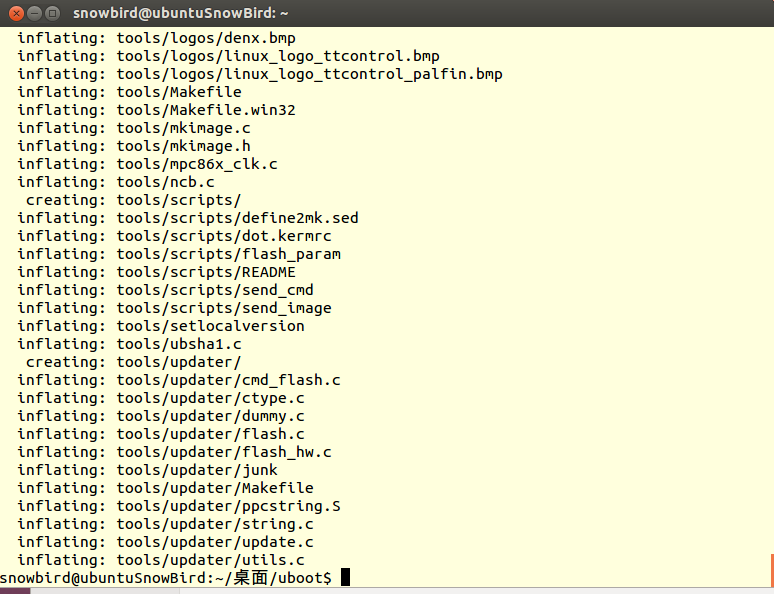 snowbird@ubuntuSnowBird: ~
inflating: tools/logos/denx.bmp
inflating: tools/logos/linux_logo_ttcontrol.bmp
inflating: tools/logos/linux_logo_ttcontrol_palfin.bmp
inflating: tools/Makefile
inflating: tools/Makefile.win32
inflating: tools/mkimage.c
inflating: tools/mkimage.h
inflating: tools/mpc86x_clk.c
inflating: tools/ncb.c
creating: tools/scripts/
inflating: tools/scripts/define2mk.sed
inflating: tools/scripts/dot.kermrc
inflating: tools/scripts/flash_param
inflating: tools/scripts/README
inflating: tools/scripts/send_cmd
inflating: tools/scripts/send_image
inflating: tools/setlocalversion
inflating: tools/ubsha1.c
creating: tools/updater/
inflating: tools/updater/cmd_flash.c
inflating: tools/updater/ctype.c
inflating: tools/updater/dummy.c
inflating: tools/updater/flash.c
inflating: tools/updater/flash_hw.c
inflating: tools/updater/junk
inflating: tools/updater/Makefile
inflating: tools/updater/ppcstring.S
inflating: tools/updater/string.c
inflating: tools/updater/update.c
inflating: tools/updater/utils.c
snowbird@ubuntuSnowBird:~/桌面/uboot$